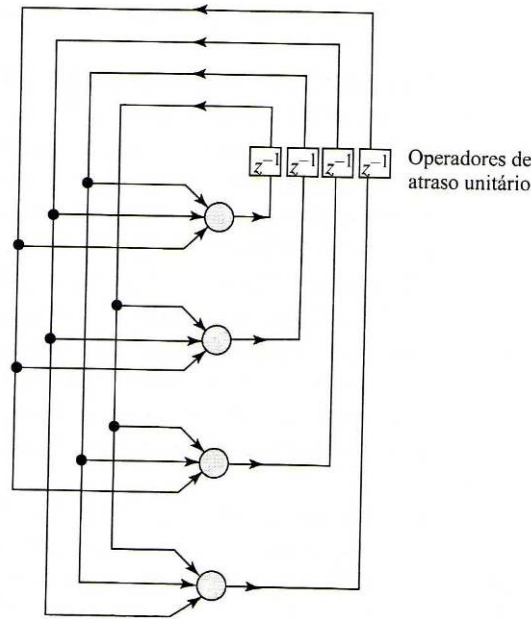 z⁻¹ z⁻¹ z⁻¹ z⁻¹
Operadores de
atraso unitário